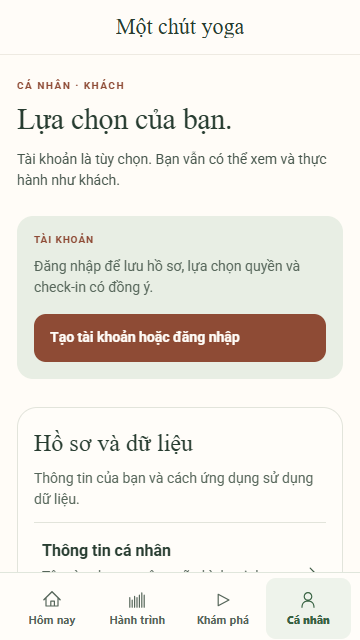 Một chút yoga
CÁ NHÂN · KHÁCH
Lựa chọn của bạn.
Tài khoản là tùy chọn. Bạn vẫn có thể xem và thực
hành như khách.
TÀI KHOẢN
Đăng nhập để lưu hồ sơ, lựa chọn quyền và
check-in có đồng ý.
Tạo tài khoản hoặc đăng nhập
Hồ sơ và dữ liệu
Thông tin của bạn và cách ứng dụng sử dụng
dữ liệu.
Thông tin cá nhân
Hôm nay
Hành trình
Khám phá
Cá nhân